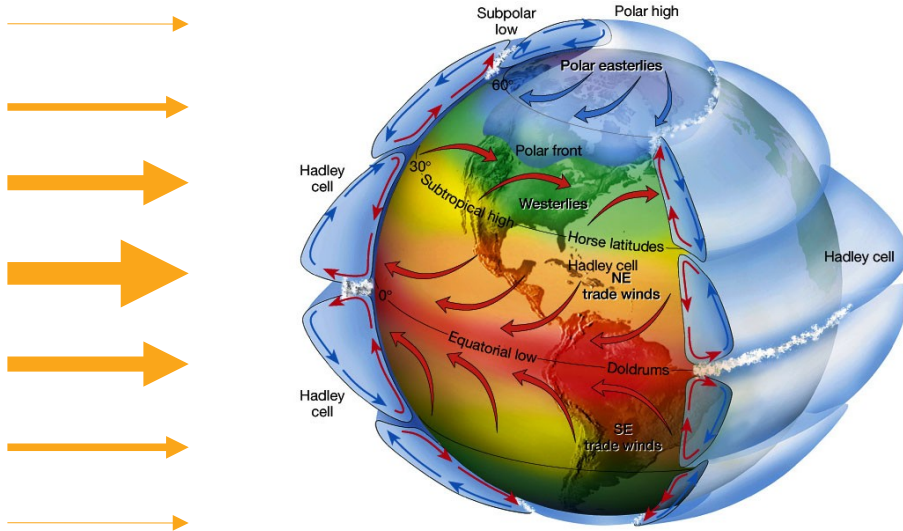 Polar high
Subpolar
low
Polar easterlies
60°
Polar front
30°
Hadley
cell
Subtropical high
Westerlies
Horse latitudes
Hadley cell
Hadley cell
NE
trade winds
0°
Equatorial low
Doldrums
Hadley
cell
SE
trade winds